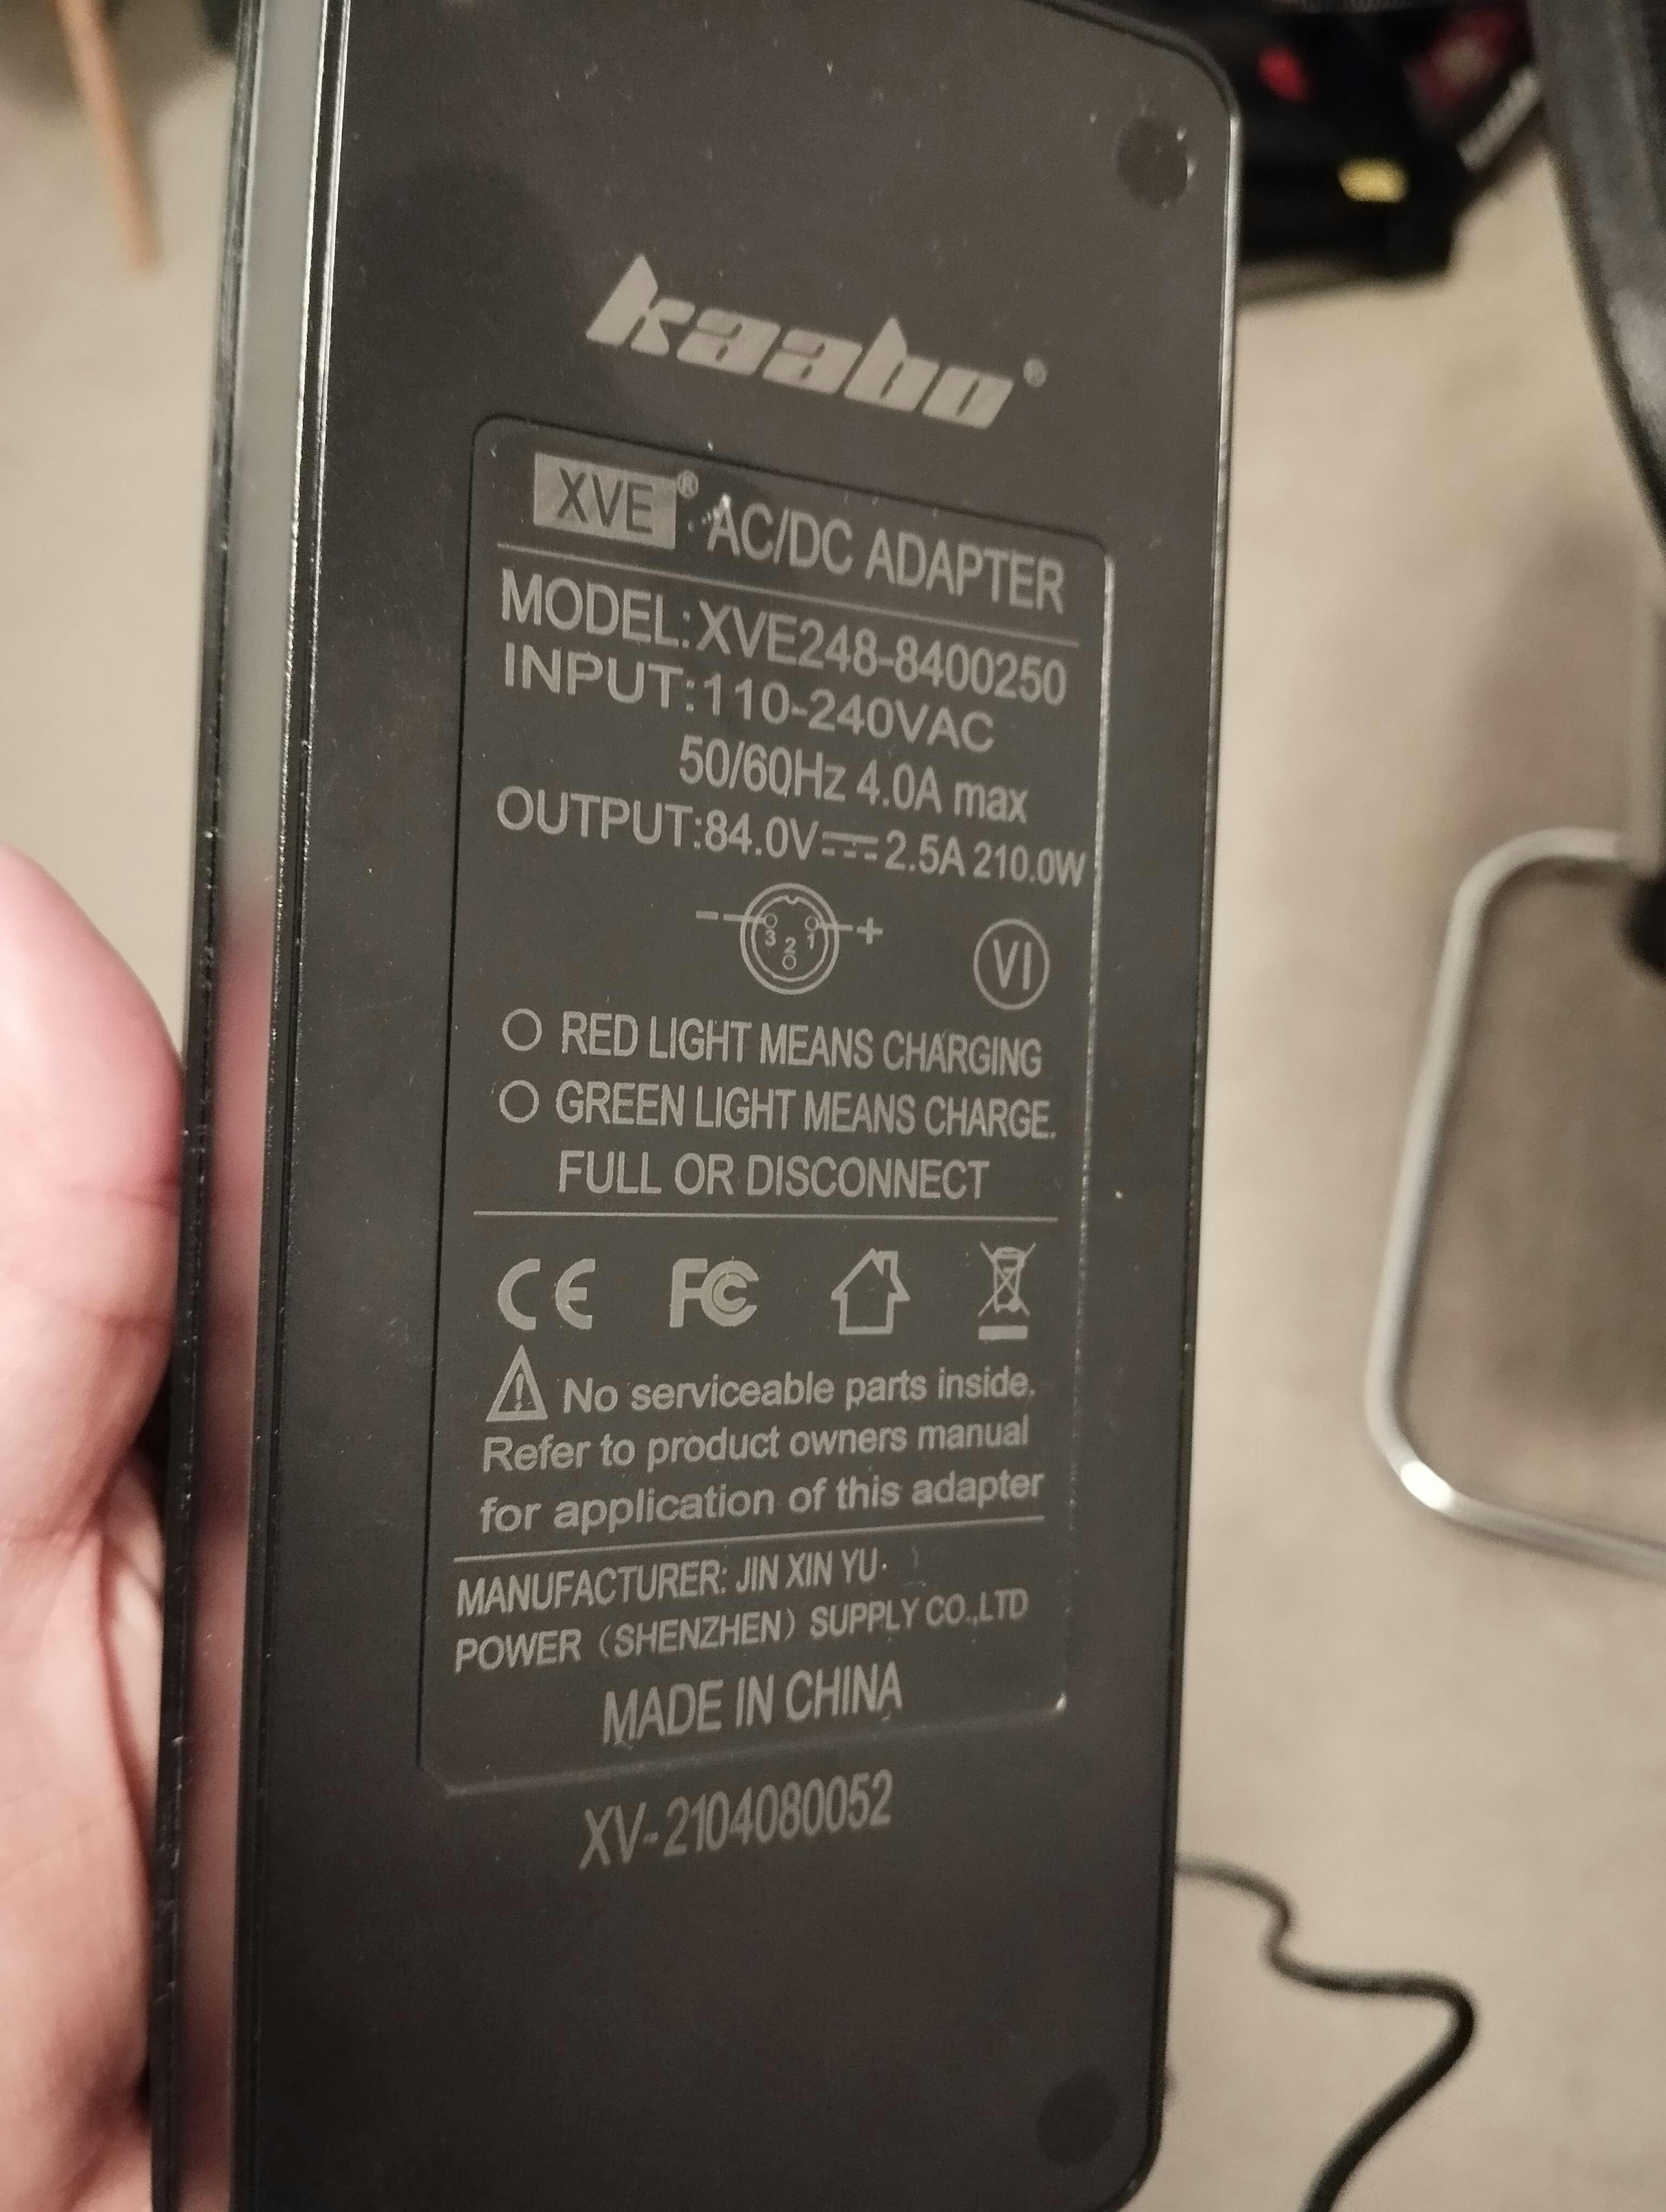 kaabo®
XVE® AC/DC ADAPTER
MODEL:XVE248-8400250
INPUT:110-240VAC
50/60Hz 4.0A max
OUTPUT:84.0V⎓2.5A 210.0W
− 3 2 1 + VI
RED LIGHT MEANS CHARGING
GREEN LIGHT MEANS CHARGE.
FULL OR DISCONNECT
CE FC
No serviceable parts inside.
Refer to product owners manual
for application of this adapter
MANUFACTURER: JIN XIN YU·
POWER（SHENZHEN）SUPPLY CO.,LTD
MADE IN CHINA
XV-2104080052